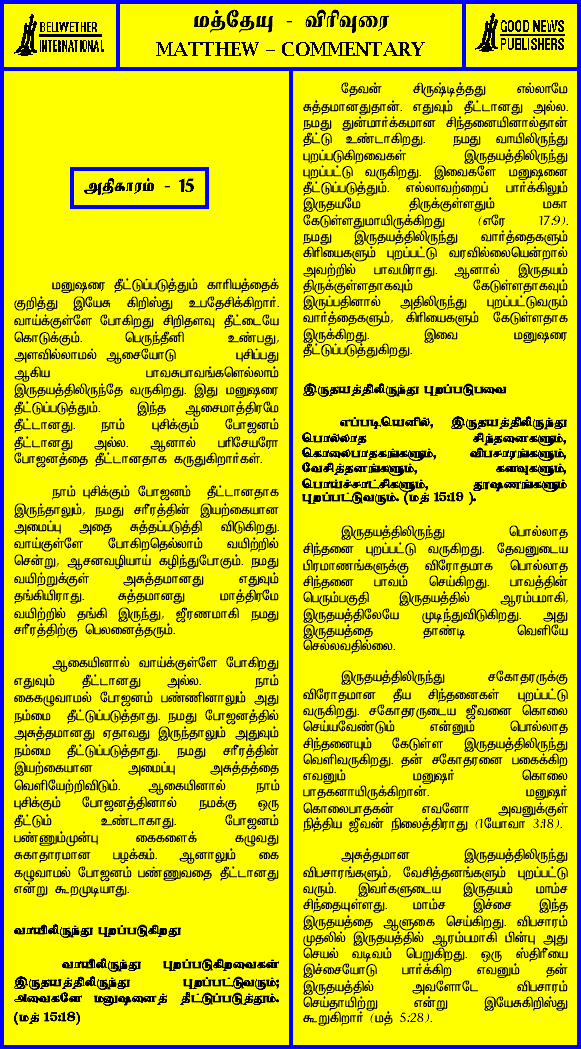 BELIWETHER
INTERNATIONAL
மத்தேயு - விரிவுரை
MATTHEW – COMMENTARY
GOOD NEWS
PUBLISHERS
அதிகாரம் - 15
மனுஷரை தீட்டுப்படுத்தும் காரியத்தைக்
குறித்து இயேசு கிறிஸ்து உபதேசிக்கிறார்.
வாய்க்குள்ளே போகிறது சிறிதளவு தீட்டையே
கொடுக்கும். பெருந்தீனி உண்பது,
அளவில்லாமல் ஆசையோடு புசிப்பது
ஆகிய பாவசுபாவங்களெல்லாம்
இருதயத்திலிருந்தே வருகிறது. இது மனுஷரை
தீட்டுப்படுத்தும். இந்த ஆசைமாத்திரமே
தீட்டானது. நாம் புசிக்கும் போஜனம்
தீட்டானது அல்ல. ஆனால் பரிசேயரோ
போஜனத்தை தீட்டானதாக கருதுகிறார்கள்.
நாம் புசிக்கும் போஜனம் தீட்டானதாக
இருந்தாலும், நமது சரீரத்தின் இயற்கையான
அமைப்பு அதை சுத்தப்படுத்தி விடுகிறது.
வாய்குள்ளே போகிறதெல்லாம் வயிற்றில்
சென்று, ஆசனவழியாய் கழிந்துபோகும். நமது
வயிற்றுக்குள் அசுத்தமானது எதுவும்
தங்கியிராது. சுத்தமானது மாத்திரமே
வயிற்றில் தங்கி இருந்து, ஜீரணமாகி நமது
சரீரத்திற்கு பெலனைத்தரும்.
ஆகையினால் வாய்க்குள்ளே போகிறது
எதுவும் தீட்டானது அல்ல. நாம்
கைகழுவாமல் போஜனம் பண்ணினாலும் அது
நம்மை தீட்டுப்படுத்தாது. நமது போஜனத்தில்
அசுத்தமானது ஏதாவது இருந்தாலும் அதுவும்
நம்மை தீட்டுப்படுத்தாது. நமது சரீரத்தின்
இயற்கையான அமைப்பு அசுத்தத்தை
வெளியேற்றிவிடும். ஆகையினால் நாம்
புசிக்கும் போஜனத்தினால் நமக்கு ஒரு
தீட்டும் உண்டாகாது. போஜனம்
பண்ணும்முன்பு கைகளைக் கழுவது
சுகாதாரமான பழக்கம். ஆனாலும் கை
கழுவாமல் போஜனம் பண்ணுவதை தீட்டானது
என்று கூறமுடியாது.
வாயிலிருந்து புறப்படுகிறது
வாயிலிருந்து புறப்படுகிறவைகள்
இருதயத்திலிருந்து புறப்பட்டுவரும்;
அவைகளே மனுஷனைத் தீட்டுப்படுத்தும்.
(மத் 15:18)
தேவன் சிருஷ்டித்தது எல்லாமே
சுத்தமானதுதான். எதுவும் தீட்டானது அல்ல.
நமது துன்மார்க்கமான சிந்தனையினால்தான்
தீட்டு உண்டாகிறது. நமது வாயிலிருந்து
புறப்படுகிறவைகள் இருதயத்திலிருந்து
புறப்பட்டு வருகிறது. இவைகளே மனுஷனை
தீட்டுப்படுத்தும். எல்லாவற்றைப் பார்க்கிலும்
இருதயமே திருக்குள்ளதும் மகா
கேடுள்ளதுமாயிருக்கிறது (எரே 17:9).
நமது இருதயத்திலிருந்து வார்த்தைகளும்
கிரியைகளும் புறப்பட்டு வரவில்லையென்றால்
அவற்றில் பாவமிராது. ஆனால் இருதயம்
திருக்குள்ளதாகவும் கேடுள்ளதாகவும்
இருப்பதினால் அதிலிருந்து புறப்பட்டுவரும்
வார்த்தைகளும், கிரியைகளும் கேடுள்ளதாக
இருக்கிறது. இவை மனுஷரை
தீட்டுப்படுத்துகிறது.
இருதயத்திலிருந்து புறப்படுபவை
எப்படியெனில், இருதயத்திலிருந்து
பொல்லாத சிந்தனைகளும்,
கொலைபாதகங்களும், விபசாரங்களும்,
வேசித்தனங்களும், களவுகளும்,
பொய்ச்சாட்சிகளும், தூஷணங்களும்
புறப்பட்டுவரும். (மத் 15:19 ).
இருதயத்திலிருந்து பொல்லாத
சிந்தனை புறப்பட்டு வருகிறது. தேவனுடைய
பிரமாணங்களுக்கு விரோதமாக பொல்லாத
சிந்தனை பாவம் செய்கிறது. பாவத்தின்
பெரும்பகுதி இருதயத்தில் ஆரம்பமாகி,
இருதயத்திலேயே முடிந்துவிடுகிறது. அது
இருதயத்தை தாண்டி வெளியே
செல்வதில்லை.
இருதயத்திலிருந்து சகோதரருக்கு
விரோதமான தீய சிந்தனைகள் புறப்பட்டு
வருகிறது. சகோதரருடைய ஜீவனை கொலை
செய்யவேண்டும் என்னும் பொல்லாத
சிந்தனையும் கேடுள்ள இருதயத்திலிருந்து
வெளிவருகிறது. தன் சகோதரனை பகைக்கிற
எவனும் மனுஷர் கொலை
பாதகனாயிருக்கிறான். மனுஷர்
கொலைபாதகன் எவனோ அவனுக்குள்
நித்திய ஜீவன் நிலைத்திராது (1யோவா 3:18).
அசுத்தமான இருதயத்திலிருந்து
விபசாரங்களும், வேசித்தனங்களும் புறப்பட்டு
வரும். இவர்களுடைய இருதயம் மாம்ச
சிந்தையுள்ளது. மாம்ச இச்சை இந்த
இருதயத்தை ஆளுகை செய்கிறது. விபசாரம்
முதலில் இருதயத்தில் ஆரம்பமாகி பின்பு அது
செயல் வடிவம் பெறுகிறது. ஒரு ஸ்திரீயை
இச்சையோடு பார்க்கிற எவனும் தன்
இருதயத்தில் அவளோடே விபசாரம்
செய்தாயிற்று என்று இயேசுகிறிஸ்து
கூறுகிறார் (மத் 5:28).